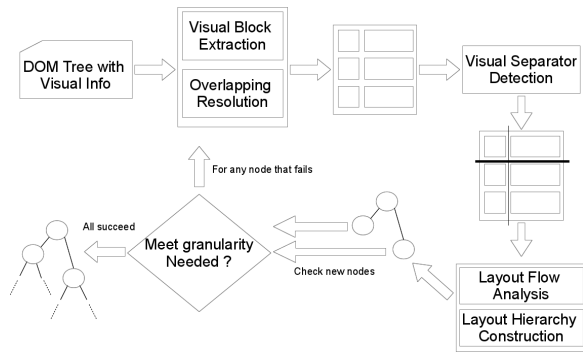 DOM Tree with
Visual Info
Visual Block
Extraction
Overlapping
Resolution
Visual Separator
Detection
For any node that fails
All succeed
Meet granularity
Needed ?
Check new nodes
Layout Flow
Analysis
Layout Hierarchy
Construction